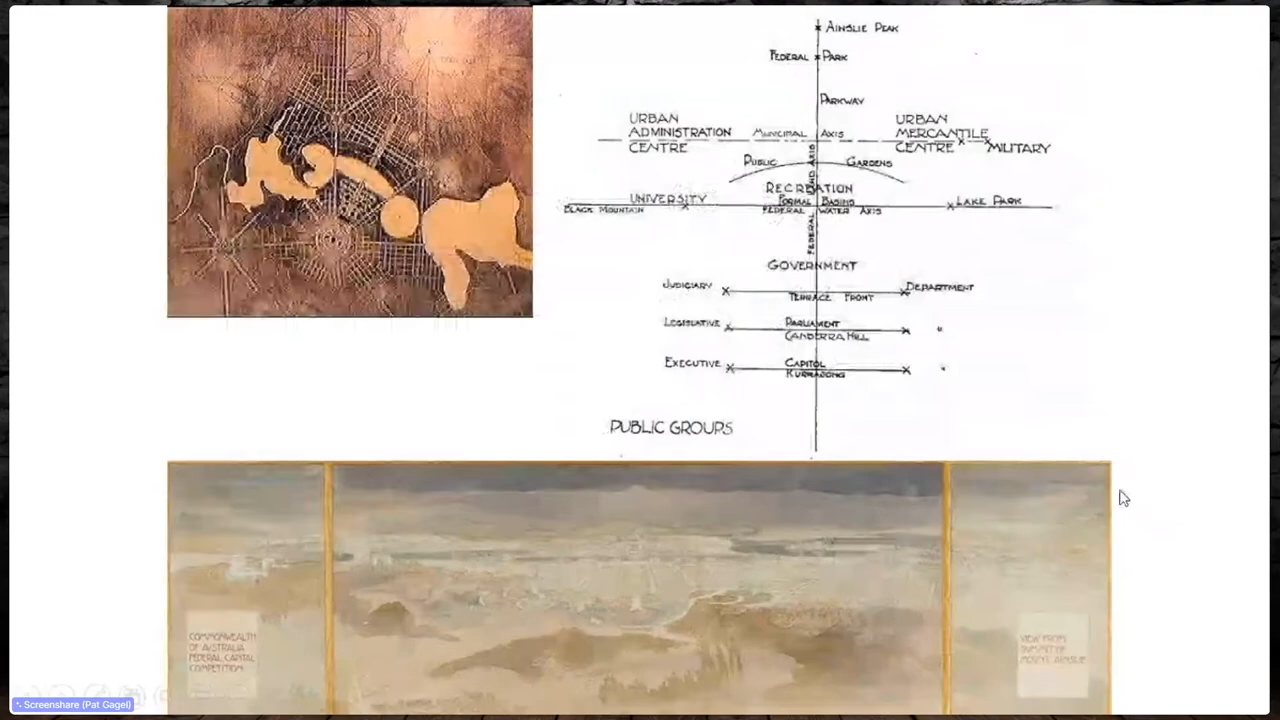 AINSLIE PEAK
FEDERAL PARK
PARKWAY
URBAN ADMINISTRATION CENTRE
MUNICIPAL AXIS
URBAN MERCANTILE CENTRE
MILITARY
PUBLIC GARDENS
LAND AXIS
RECREATION
UNIVERSITY
FORMAL BASINS
LAKE PARK
BLACK MOUNTAIN
FEDERAL WATER AXIS
FEDERAL
GOVERNMENT
JUDICIARY
DEPARTMENT
TERRACE FRONT
LEGISLATIVE
PARLIAMENT
CANBERRA HILL
"
EXECUTIVE
CAPITOL
KURRAJONG
"
PUBLIC GROUPS
COMMONWEALTH
OF AUSTRALIA
FEDERAL CAPITAL
COMPETITION
VIEW FROM
SUMMIT OF
MOUNT AINSLIE
Screenshare (Pat Gagel)